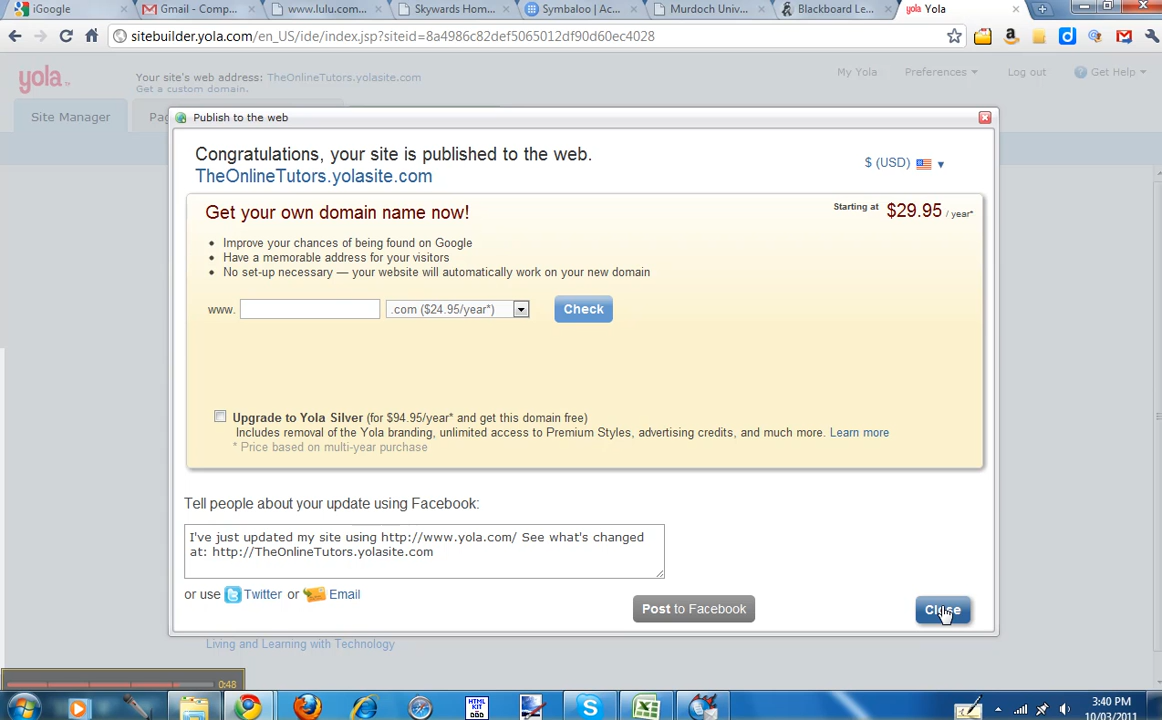 iGoogle
Gmail - Comp...
www.lulu.com...
Skywards Hom...
Symbaloo | Ac...
Murdoch Univ...
Blackboard Le...
Yola
sitebuilder.yola.com/en_US/ide/index.jsp?siteid=8a4986c82def5065012df90d60ec4028
yola
Your site's web address: TheOnlineTutors.yolasite.com
Get a custom domain.
My Yola
Preferences
Log out
Get Help
Site Manager
Pag
Publish to the web
Congratulations, your site is published to the web.
TheOnlineTutors.yolasite.com
$ (USD)
Get your own domain name now!
Starting at $29.95 / year*
Improve your chances of being found on Google
Have a memorable address for your visitors
No set-up necessary — your website will automatically work on your new domain
www.
.com ($24.95/year*)
Check
Upgrade to Yola Silver (for $94.95/year* and get this domain free)
Includes removal of the Yola branding, unlimited access to Premium Styles, advertising credits, and much more. Learn more
* Price based on multi-year purchase
Tell people about your update using Facebook:
I've just updated my site using http://www.yola.com/ See what's changed
at: http://TheOnlineTutors.yolasite.com
or use Twitter or Email
Post to Facebook
Close
Living and Learning with Technology
0:48
HTML
KIT
3:40 PM
10/03/2011